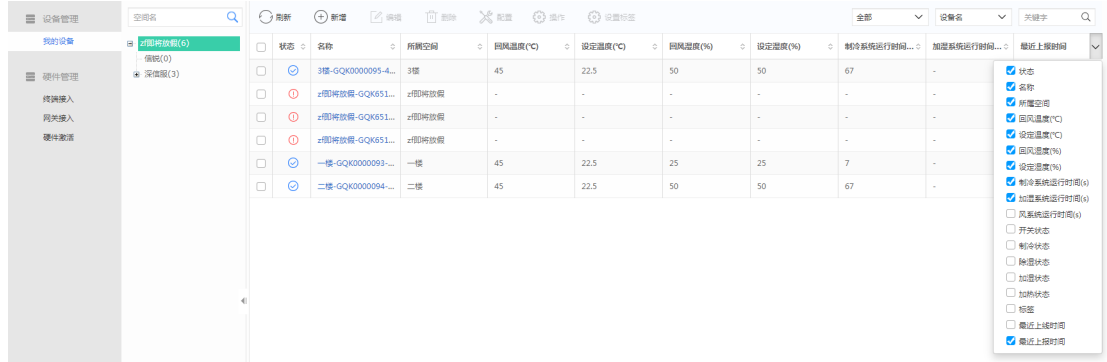 设备管理
我的设备
硬件管理
终端接入
网关接入
硬件激活
空间名
zf即将放假(6)
信锐(0)
深信服(3)
刷新 新增 编辑 删除 配置 操作 设置标签 全部 设备名 关键字
状态 名称 所属空间 回风温度(℃) 设定温度(℃) 回风湿度(%) 设定湿度(%) 制冷系统运行时间... 加湿系统运行时间... 最近上报时间
3楼-GQK0000095-4... 3楼 45 22.5 50 50 67 -
zf即将放假-GQK651... zf即将放假 - - - - - -
zf即将放假-GQK651... zf即将放假 - - - - - -
zf即将放假-GQK651... zf即将放假 - - - - - -
一楼-GQK0000093-... 一楼 45 22.5 25 25 7 -
二楼-GQK0000094-... 二楼 45 22.5 50 50 67 -
状态
名称
所属空间
回风温度(℃)
设定温度(℃)
回风湿度(%)
设定湿度(%)
制冷系统运行时间(s)
加湿系统运行时间(s)
风系统运行时间(s)
开关状态
制冷状态
除湿状态
加湿状态
加热状态
标签
最近上线时间
最近上报时间